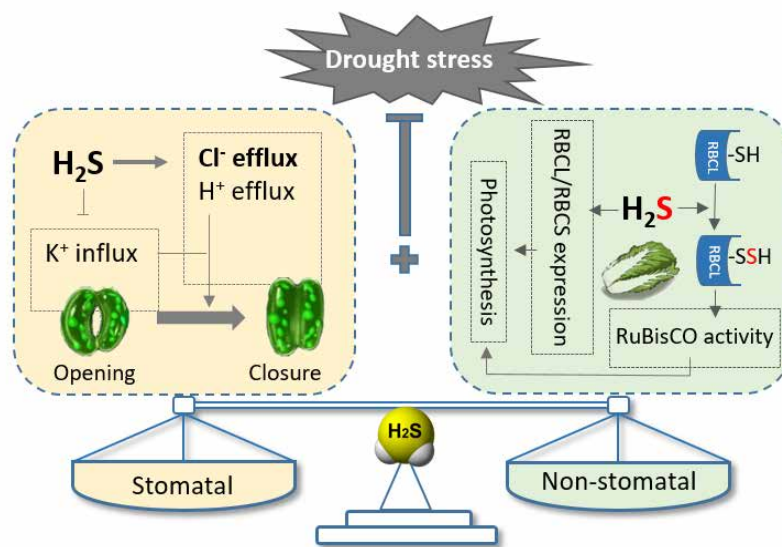 Drought stress
H₂S
Cl⁻ efflux
H⁺ efflux
K⁺ influx
Opening
Closure
Photosynthesis
RBCL/RBCS expression
H₂S
RBCL
-SH
RBCL
-SSH
RuBisCO activity
H₂S
Stomatal
Non-stomatal